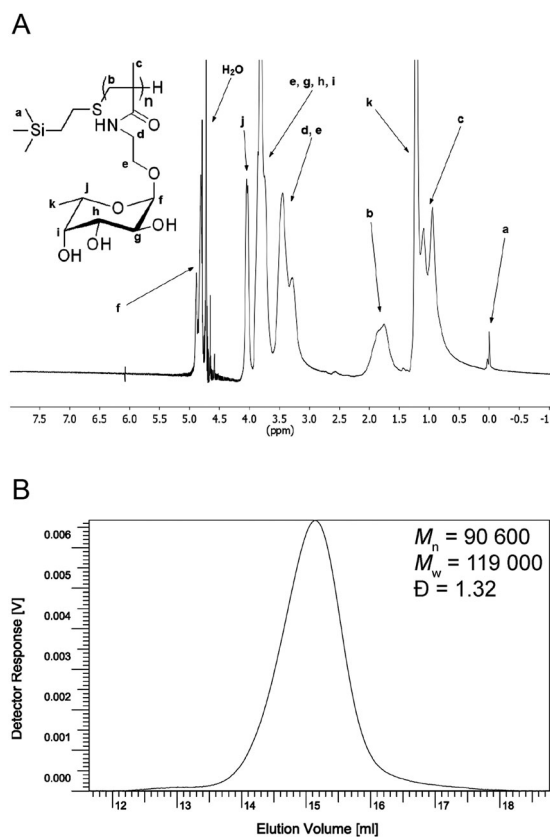 A
c
b
H₂O
( )n H
a S
Si
HN O
d
e
O
j
k O f
h
i g OH
OH OH
e, g, h, i
j
d, e
k
c
b
a
f
7.5 7.0 6.5 6.0 5.5 5.0 4.5 4.0 3.5 3.0 2.5 2.0 1.5 1.0 0.5 0.0 -0.5 -1
(ppm)
B
Mn = 90 600
Mw = 119 000
Đ = 1.32
Detector Response [V]
0.006
0.005
0.004
0.003
0.002
0.001
0.000
12 13 14 15 16 17 18
Elution Volume [ml]